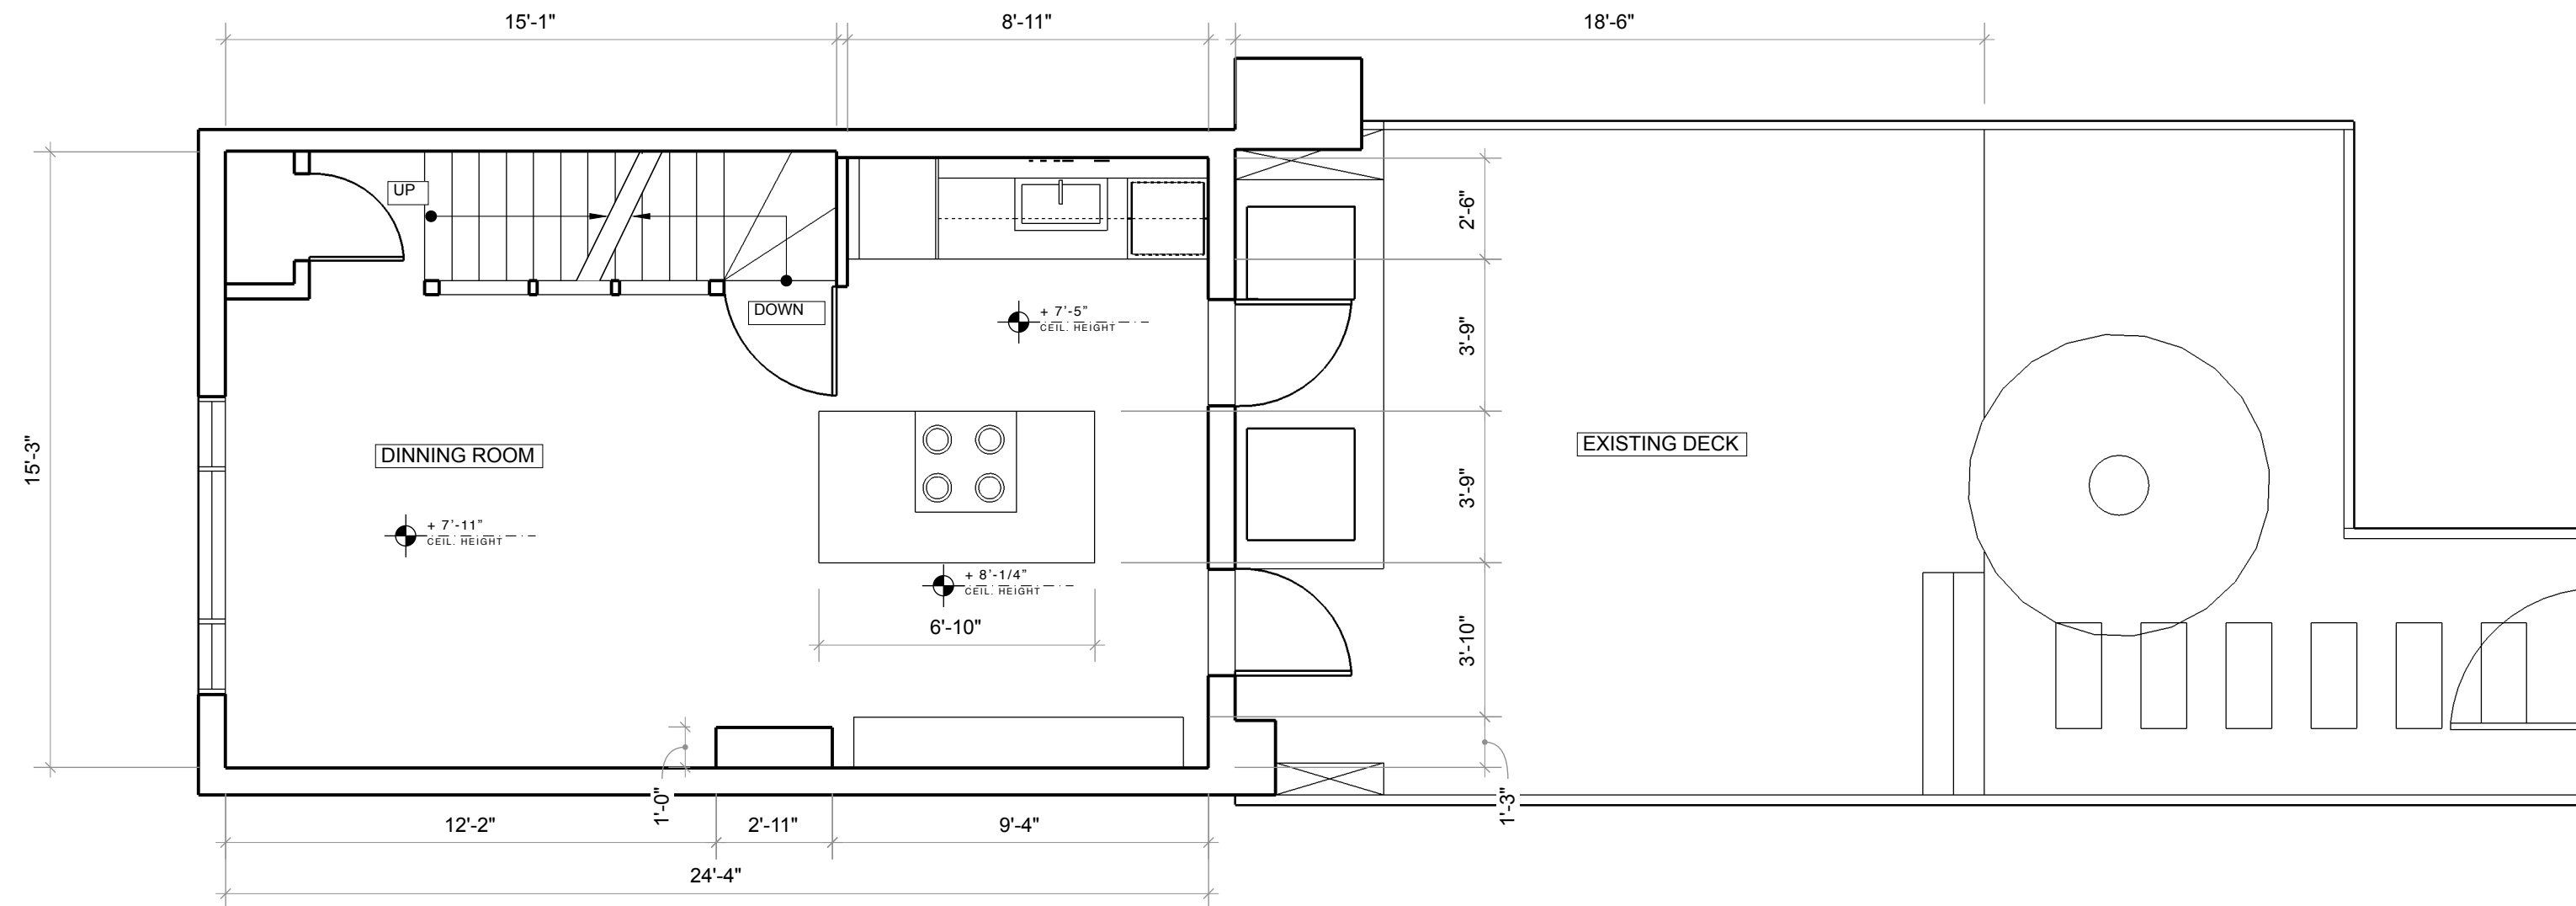 15'-1"
8'-11"
18'-6"
UP
DOWN
2'-6"
+ 7'-5"
CEIL. HEIGHT
3'-9"
15'-3"
DINNING ROOM
EXISTING DECK
3'-9"
+ 7'-11"
CEIL. HEIGHT
+ 8'-1/4"
CEIL. HEIGHT
6'-10"
3'-10"
1'-0"
1'-3"
12'-2"
2'-11"
9'-4"
24'-4"